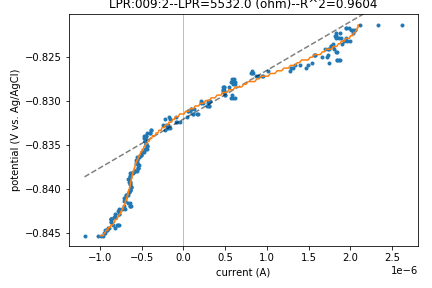 LPR:009:2--LPR=5532.0 (ohm)--R^2=0.9604
potential (V vs. Ag/AgCl)
−0.825
−0.830
−0.835
−0.840
−0.845
−1.0 −0.5 0.0 0.5 1.0 1.5 2.0 2.5
1e−6
current (A)